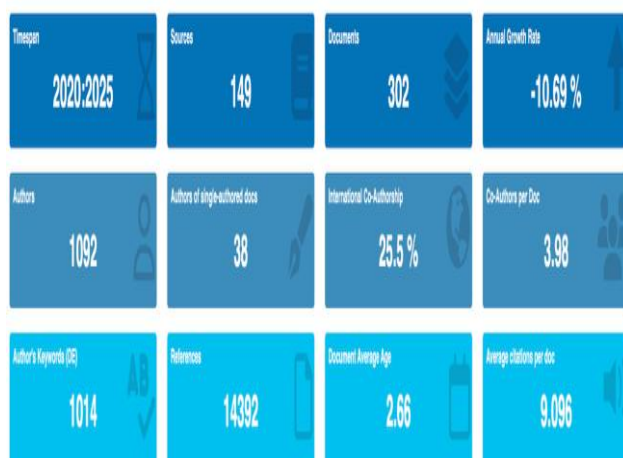 Timespan
2020:2025
Sources
149
Documents
302
Annual Growth Rate
-10.69 %
Authors
1092
Authors of single-authored docs
38
International Co-Authorship
25.5 %
Co-Authors per Doc
3.98
Author's Keywords (DE)
1014
AB
References
14392
Document Average Age
2.66
Average citations per doc
9.096